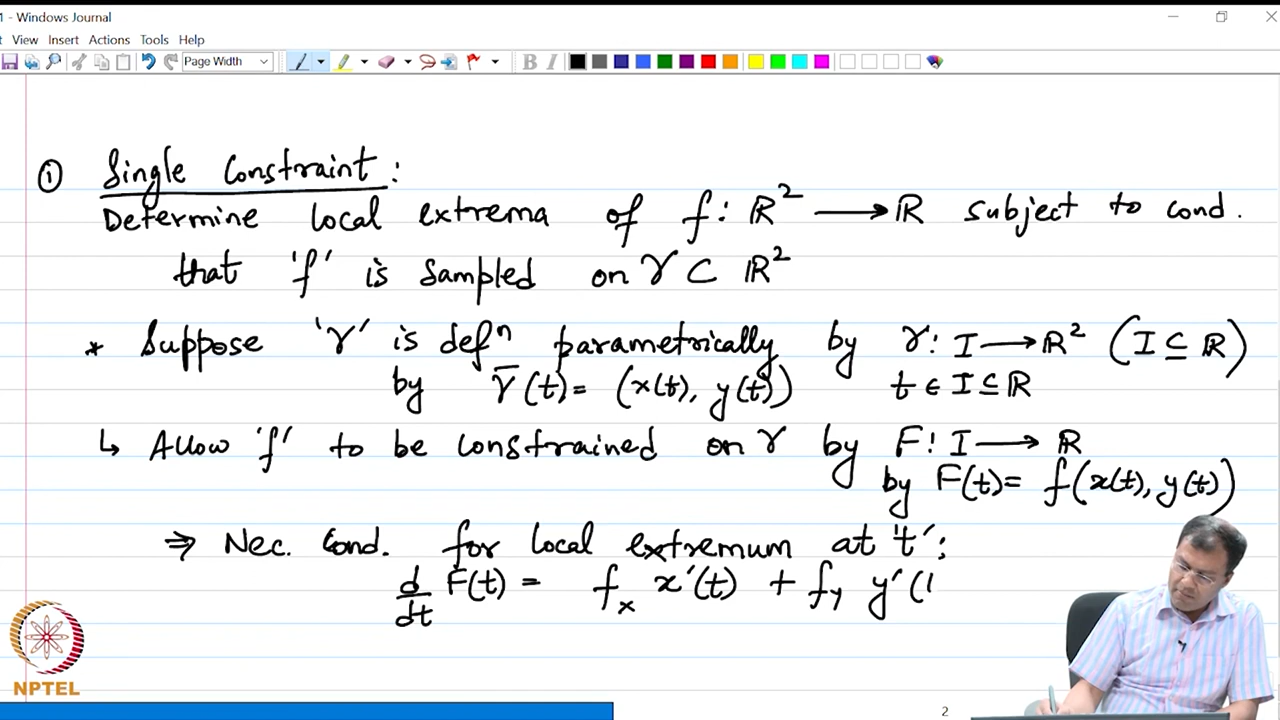 1 - Windows Journal
t View Insert Actions Tools Help
Page Width
B I
① Single Constraint :
Determine local extrema of f: ℝ² ⟶ ℝ subject to cond.
that 'f' is sampled on γ ⊂ ℝ²
* Suppose 'γ' is defⁿ parametrically by γ: I ⟶ ℝ² (I ⊆ ℝ)
by γ̄(t) = (x(t), y(t)) t ∈ I ⊆ ℝ
↳ Allow 'f' to be constrained on γ by F: I ⟶ ℝ
by F(t) = f(x(t), y(t))
⇒ Nec. Cond. for local extremum at 't':
d/dt F(t) = fₓ x'(t) + f_y y'(
NPTEL
2